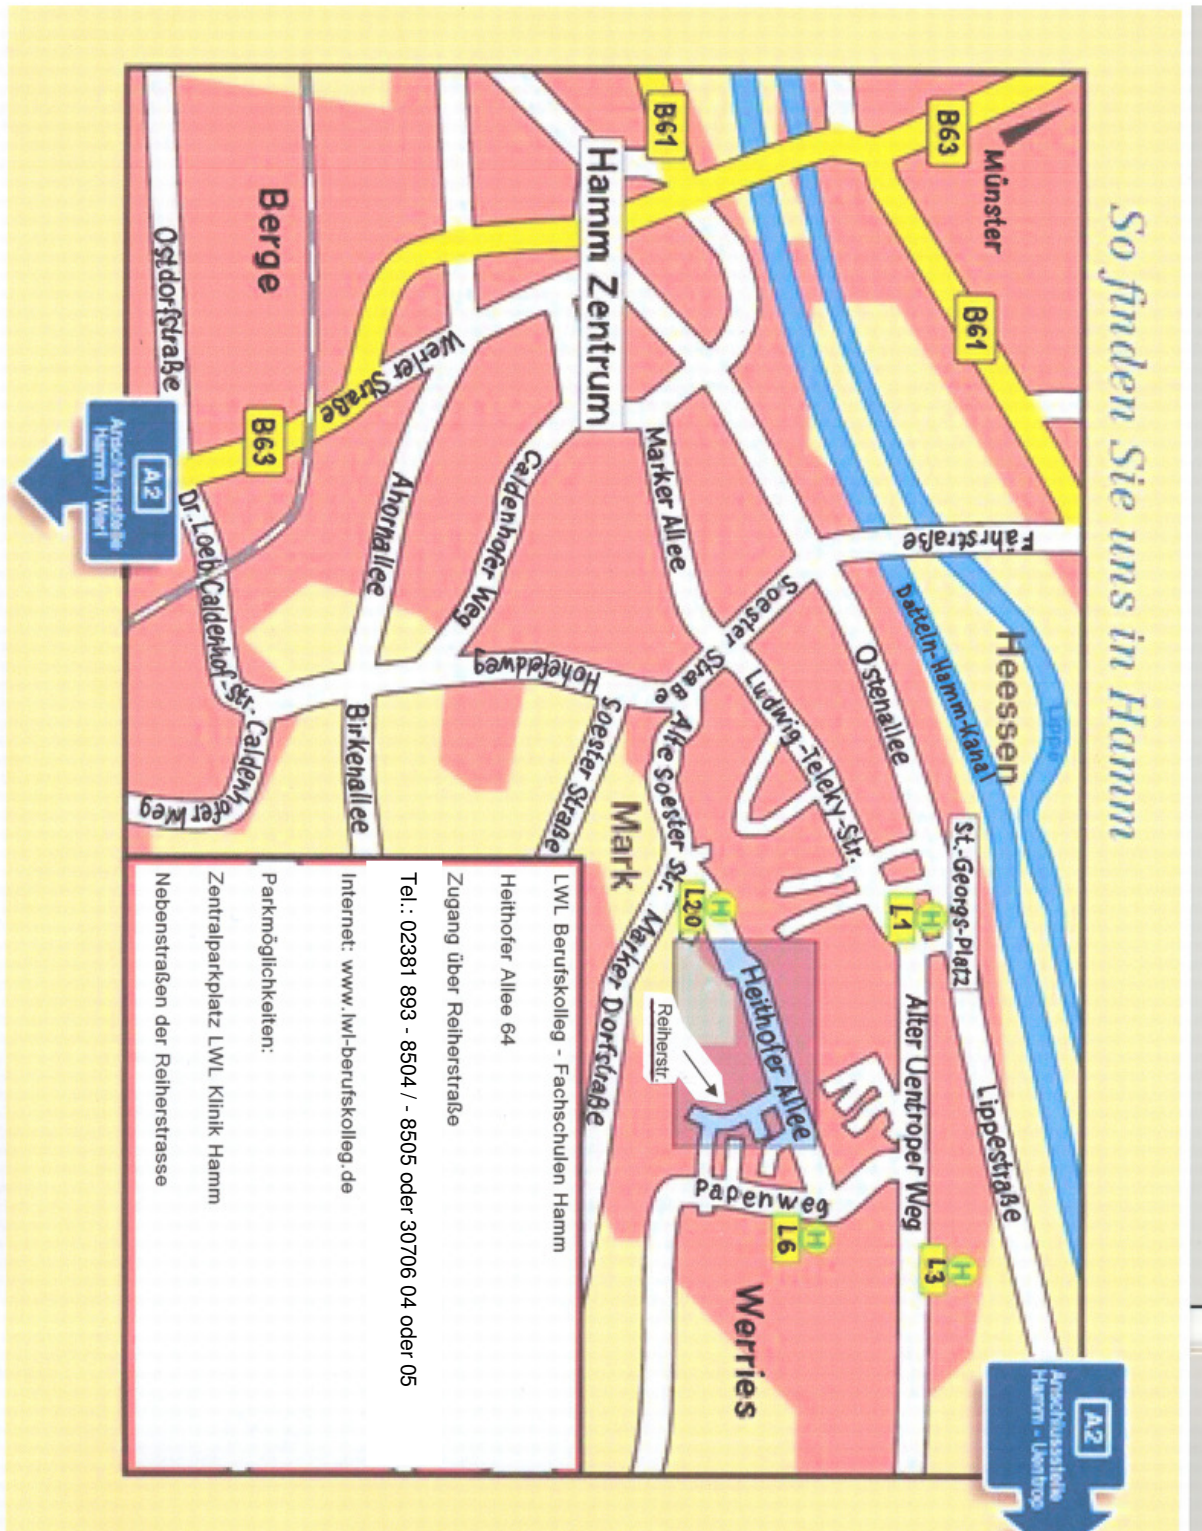 So finden Sie uns in Hamm
Münster
B63
B61
B61
Hamm Zentrum
Berge
Ostdorfstraße
Werler Straße
B63
A2
Anschlussstelle
Hamm / Werl
Dr.Loeb-Caldenhof-Str.
Caldenhofer Weg
Ahornallee
Caldenhofer Weg
Marker Allee
Fährstraße
Soester Straße
Hohefeldweg
Birkenallee
Soester Straße
Alte Soester Str.
Ludwig-Teleky-Str.
Ostenallee
Datteln-Hamm-Kanal
Lippe
Heessen
Mark
St.-Georgs-Platz
H
L1
H
L20
Heithofer Allee
Reiherstr.
Marker Dorfstraße
Alter Uentroper Weg
Lippestraße
Papenweg
H
L6
H
L3
Werries
A2
Anschlussstelle
Hamm - Uentrop
LWL Berufskolleg - Fachschulen Hamm
Heithofer Allee 64
Zugang über Reiherstraße
Tel.: 02381 893 - 8504 / - 8505 oder 30706 04 oder 05
Internet: www.lwl-berufskolleg.de
Parkmöglichkeiten:
Zentralparkplatz LWL Klinik Hamm
Nebenstraßen der Reiherstrasse